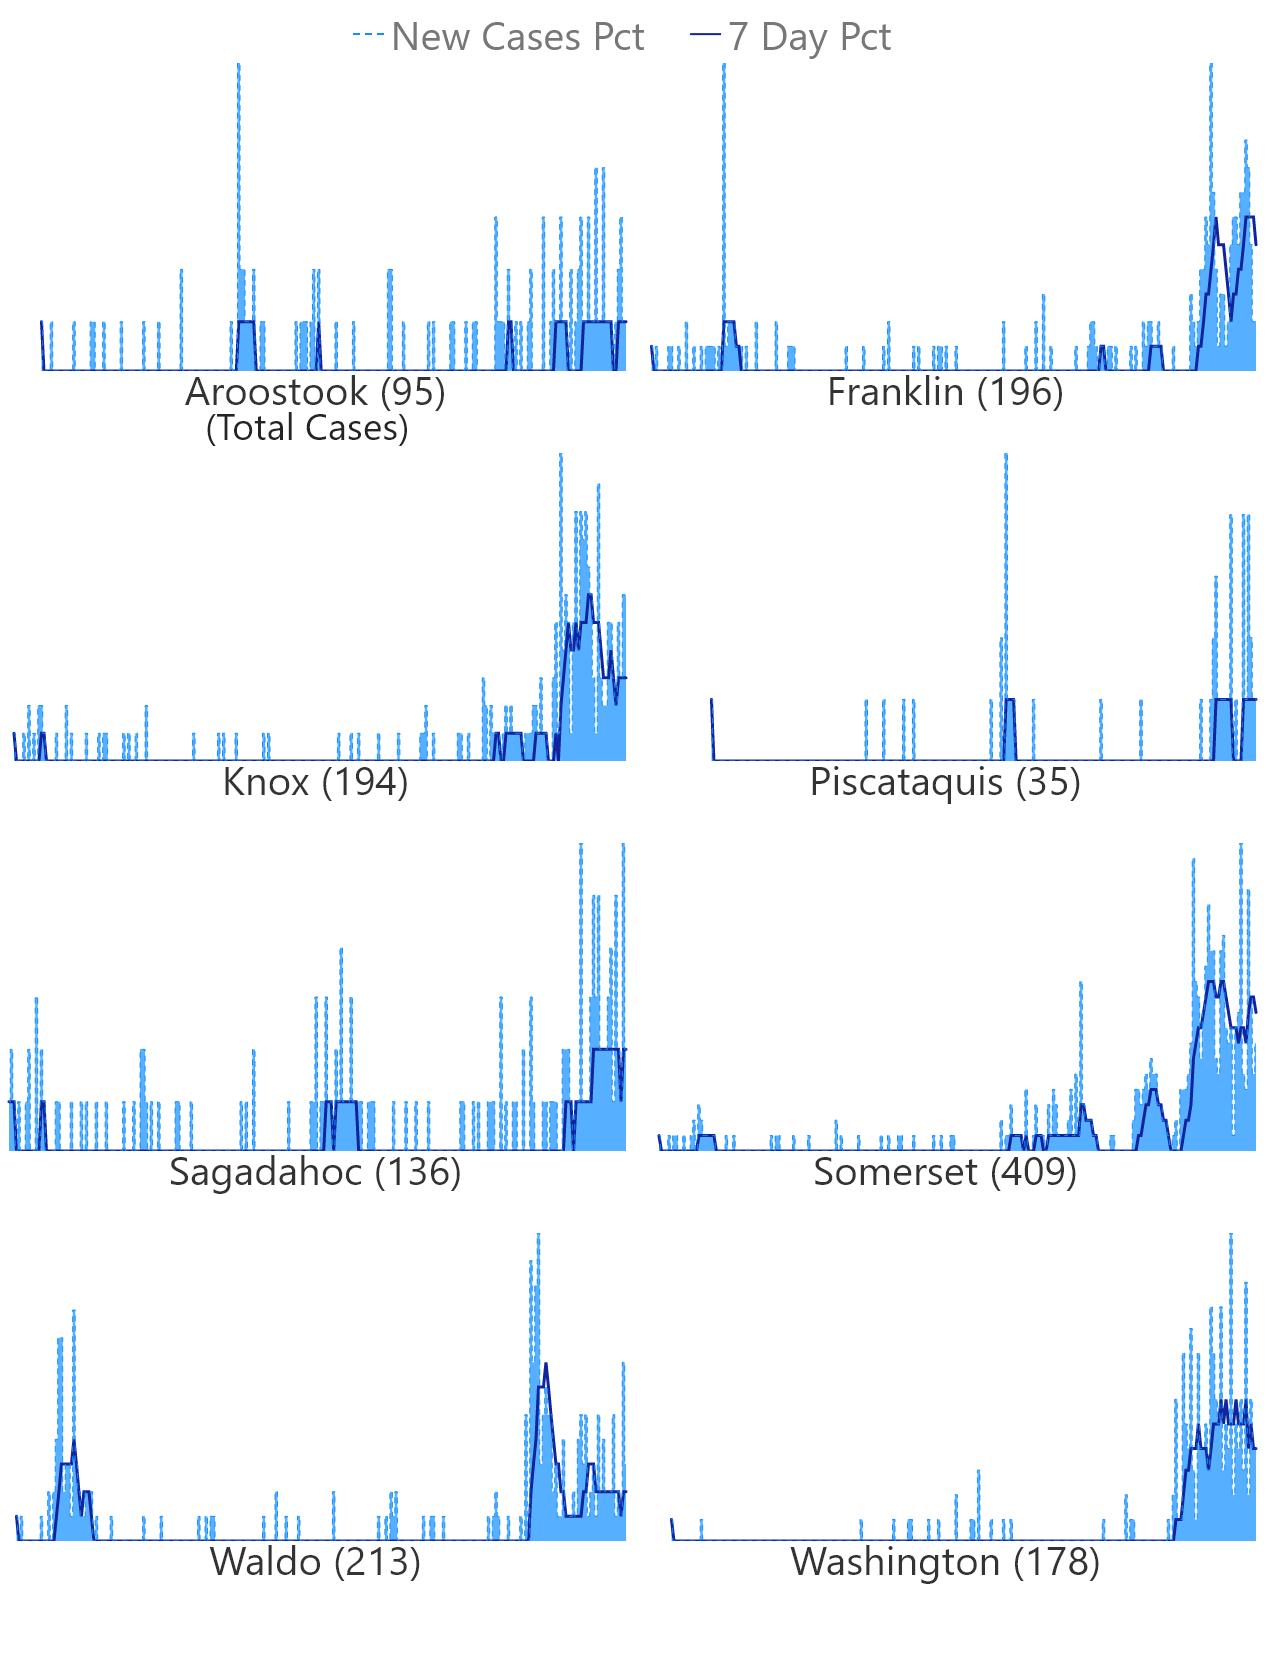 New Cases Pct 7 Day Pct
Aroostook (95) Franklin (196)
(Total Cases)
Knox (194) Piscataquis (35)
Sagadahoc (136) Somerset (409)
Waldo (213) Washington (178)